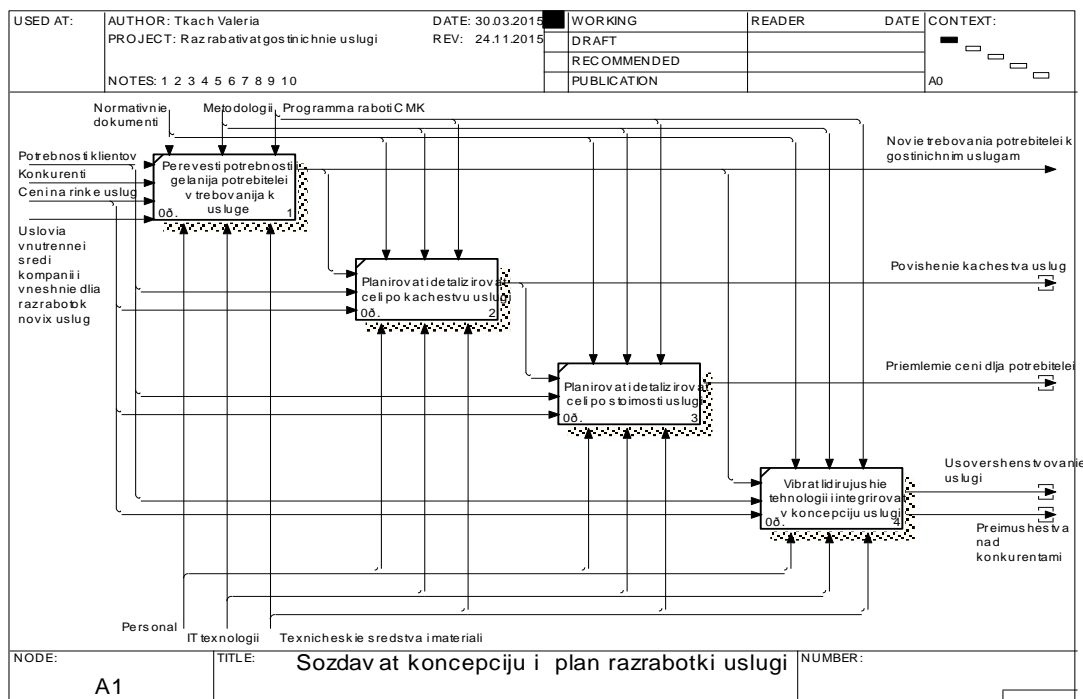 USED AT:
AUTHOR: Tkach Valeria
DATE: 30.03.2015
WORKING
READER
DATE
CONTEXT:
PROJECT: Razrabativat gostinichnie uslugi
REV: 24.11.2015
DRAFT
RECOMMENDED
NOTES: 1 2 3 4 5 6 7 8 9 10
PUBLICATION
A0
Normativnie
dokumenti
Metodologii
Programma raboti CMK
Potrebnosti klientov
Konkurenti
Ceni na rinke uslug
Uslovia
vnutrennei
sredi
kompanii i
vneshnie dlia
razrabotok
novix uslug
Perevesti potrebnosti i
gelanija potrebitelei
v trebovanija k
usluge
0ð.
1
Novie trebovania potrebitelei k
gostinichnim uslugam
Planirovat i detalizirovat
celi po kachestvu uslugi
0ð.
2
Povishenie kachestva uslug
Planirovat i detalizirovat
celi po stoimosti uslugi
0ð.
3
Priemlemie ceni dlja potrebitelei
Vibrat lidirujushie
tehnologii i integrirovat
v koncepciju uslugi
0ð.
4
Usovershenstvovanie
uslugi
Preimushestva
nad
konkurentami
Personal
IT texnologii
Texnicheskie sredstva i materiali
NODE:
A1
TITLE:
Sozdavat koncepciju i plan razrabotki uslugi
NUMBER: